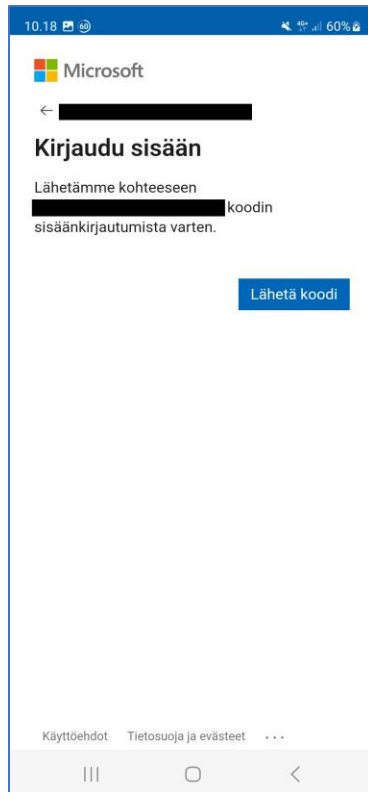 10.18 60%
Microsoft
Kirjaudu sisään
Lähetämme kohteeseen
koodin
sisäänkirjautumista varten.
Lähetä koodi
Käyttöehdot Tietosuoja ja evästeet ...